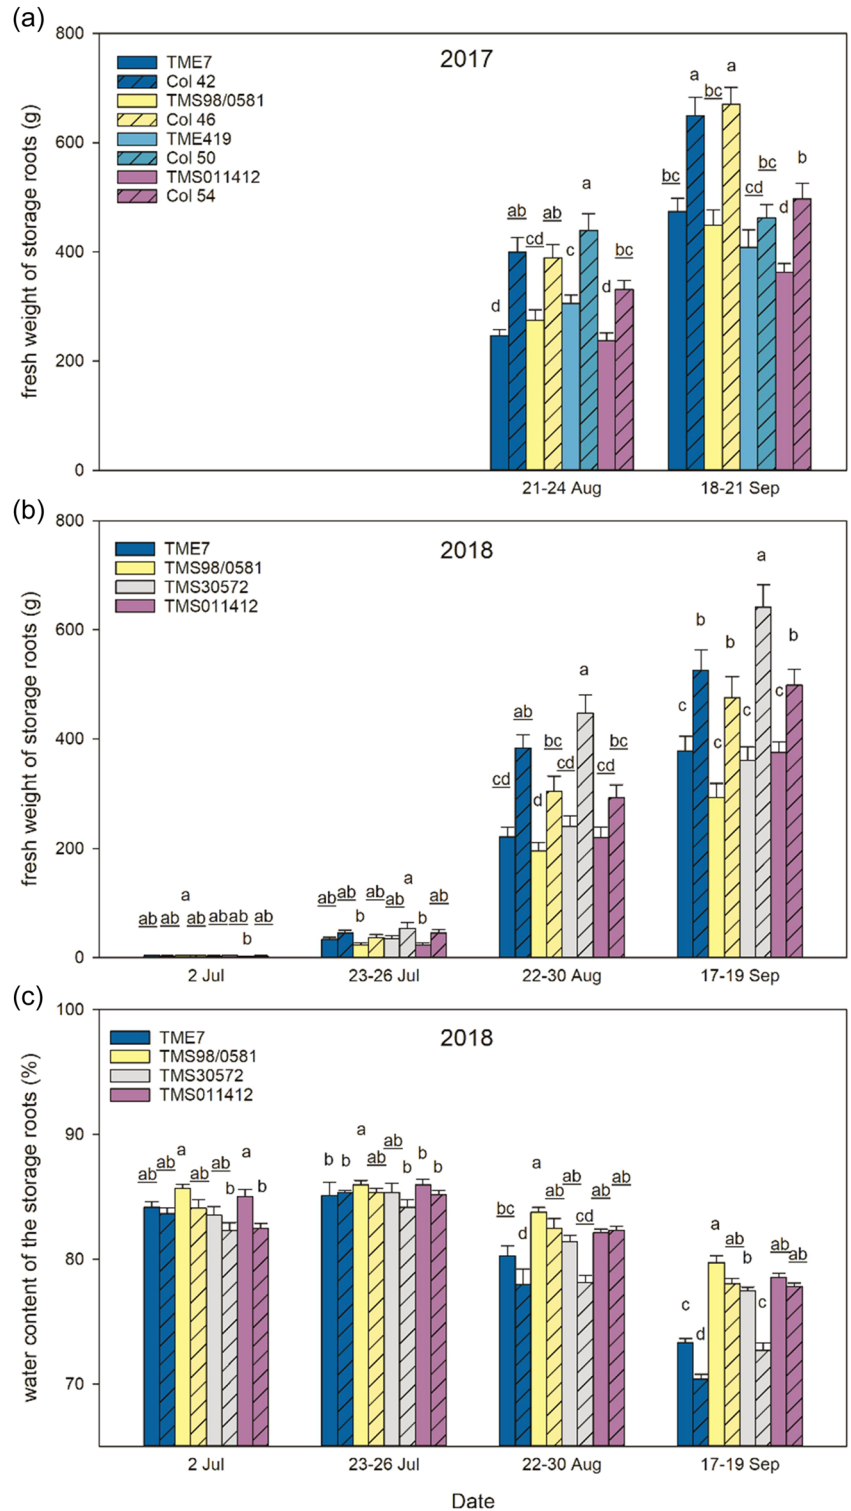 (a)
800
2017
TME7
Col 42
TMS98/0581
Col 46
TME419
Col 50
TMS011412
Col 54
600
400
200
0
fresh weight of storage roots (g)
d ab cd ab c a d bc
bc a bc a cd bc d b
21-24 Aug 18-21 Sep
(b)
800
2018
TME7
TMS98/0581
TMS30572
TMS011412
600
400
200
0
fresh weight of storage roots (g)
ab ab a ab ab ab b ab
ab ab b ab ab a b ab
cd ab d bc cd a cd bc
c b c b c a c b
2 Jul 23-26 Jul 22-30 Aug 17-19 Sep
(c)
100
2018
TME7
TMS98/0581
TMS30572
TMS011412
90
80
70
water content of the storage roots (%)
ab ab a ab ab b a b
b b a ab ab b b b
bc d a ab ab cd ab ab
c d a ab b c ab ab
2 Jul 23-26 Jul 22-30 Aug 17-19 Sep
Date